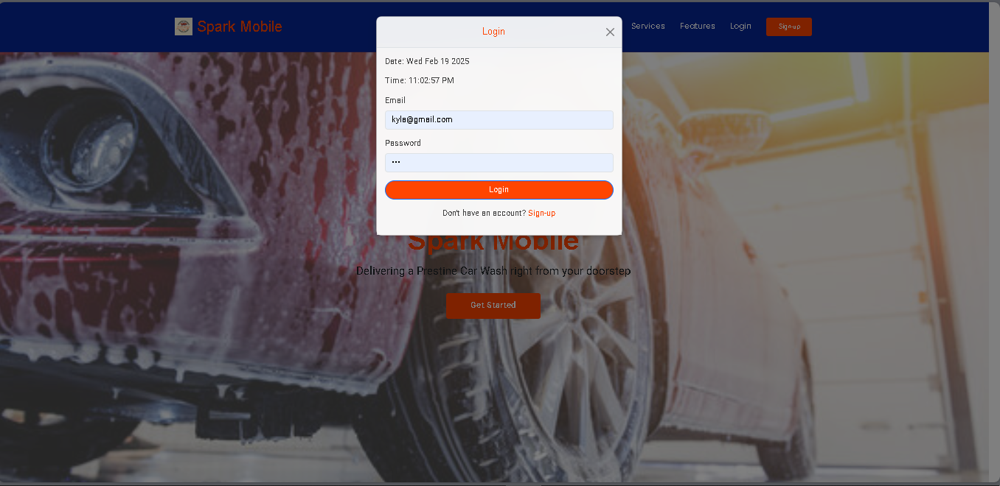 Spark Mobile
Services Features Login Sign-up
Login
Date: Wed Feb 19 2025
Time: 11:02:57 PM
Email
kyla@gmail.com
Password
•••
Login
Don't have an account? Sign-up
Spark Mobile
Delivering a Prestine Car Wash right from your doorstep
Get Started